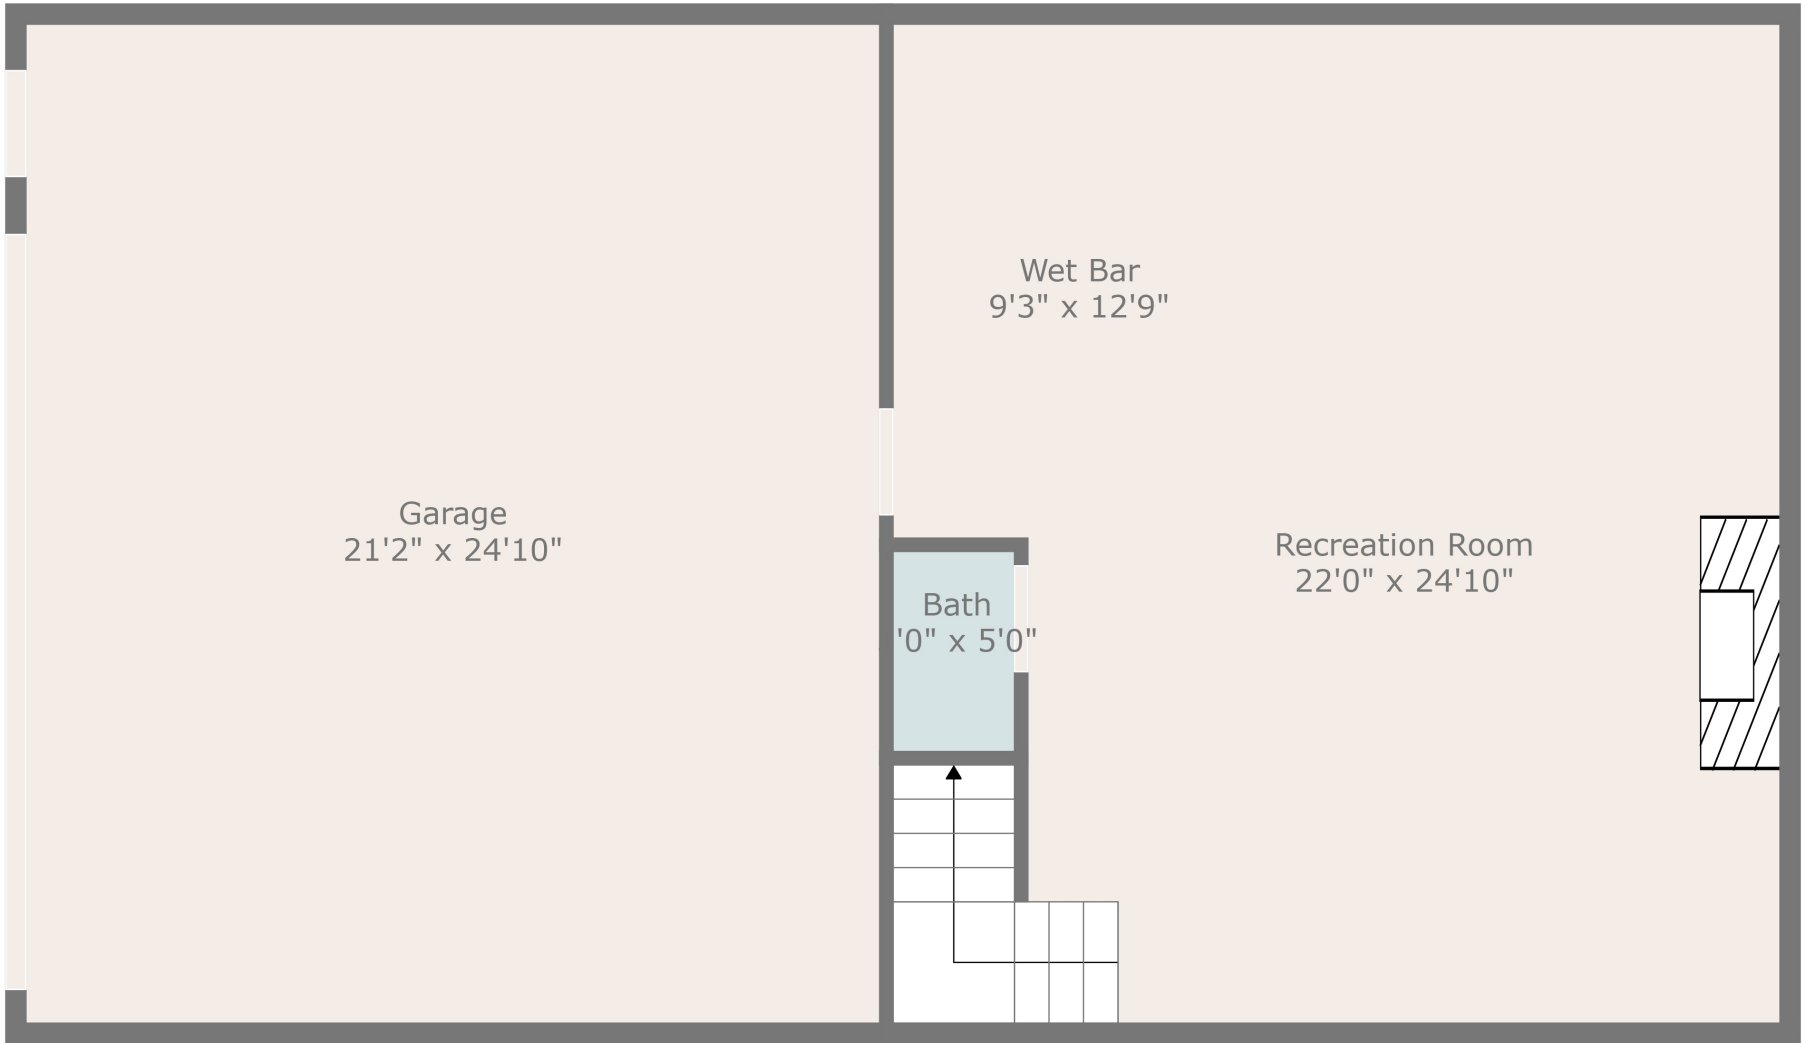 Wet Bar
9'3" x 12'9"
Garage
21'2" x 24'10"
Recreation Room
22'0" x 24'10"
Bath
'0" x 5'0"